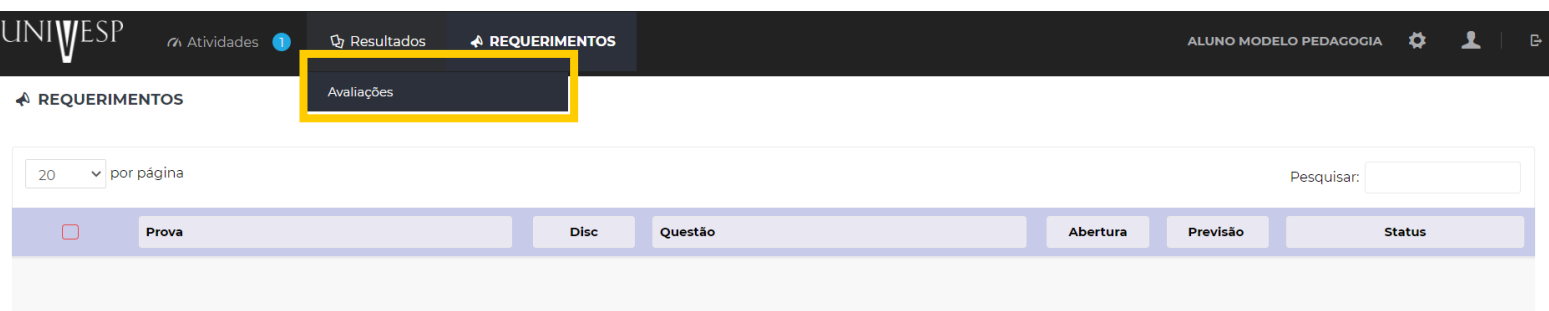 UNIVESP
Atividades 1 Resultados REQUERIMENTOS ALUNO MODELO PEDAGOGIA
Avaliações
REQUERIMENTOS
20 por página Pesquisar:
Prova Disc Questão Abertura Previsão Status